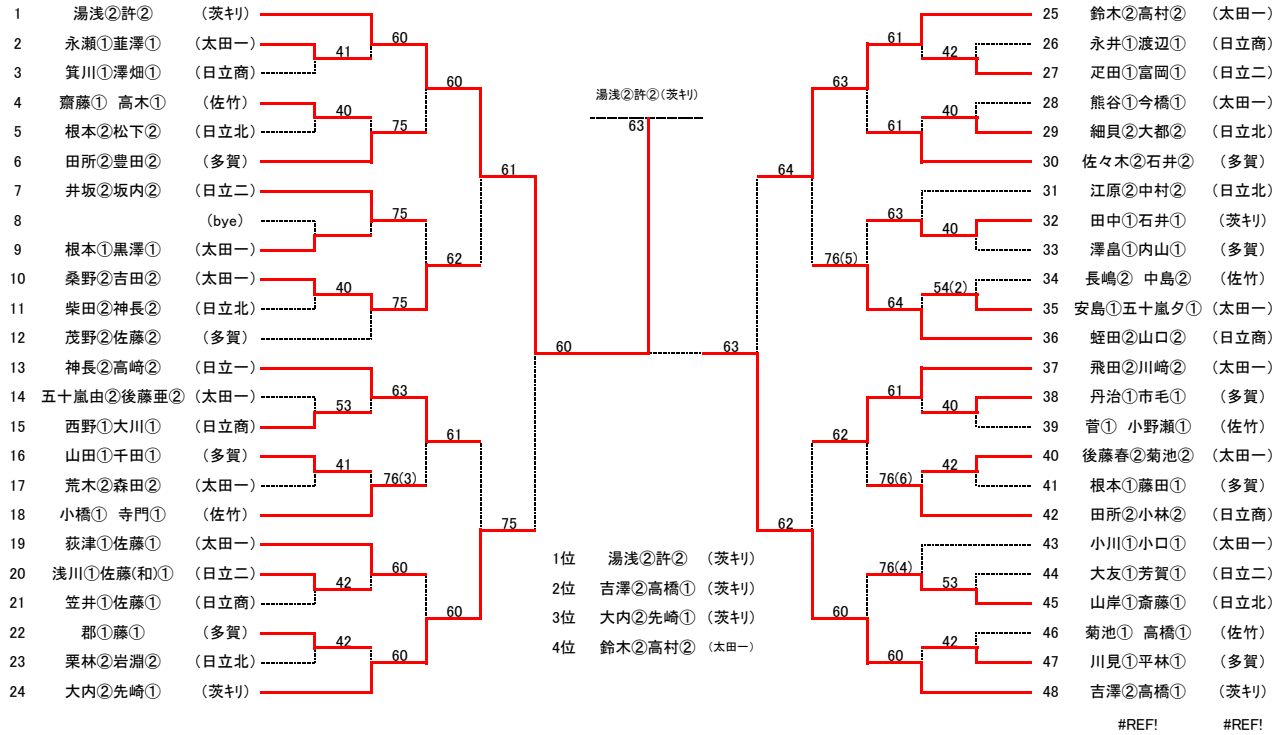 1 湯浅②許② (茨キリ)
2 永瀬①韮澤① (太田一)
3 箕川①澤畑① (日立商)
4 齋藤① 高木① (佐竹)
5 根本②松下② (日立北)
6 田所②豊田② (多賀)
7 井坂②坂内② (日立二)
8 (bye)
9 根本①黒澤① (太田一)
10 桑野②吉田② (太田一)
11 柴田②神長② (日立北)
12 茂野②佐藤② (多賀)
13 神長②高﨑② (日立一)
14 五十嵐由②後藤亜② (太田一)
15 西野①大川① (日立商)
16 山田①千田① (多賀)
17 荒木②森田② (太田一)
18 小橋① 寺門① (佐竹)
19 荻津①佐藤① (太田一)
20 浅川①佐藤(和)① (日立二)
21 笠井①佐藤① (日立商)
22 郡①藤① (多賀)
23 栗林②岩淵② (日立北)
24 大内②先崎① (茨キリ)
41
40
40
53
41
42
42
60
75
75
75
63
76(3)
60
60
60
62
61
60
61
75
60
湯浅②許②(茨キリ)
63
1位 湯浅②許② (茨キリ)
2位 吉澤②高橋① (茨キリ)
3位 大内②先崎① (茨キリ)
4位 鈴木②高村② (太田一)
63
64
62
63
76(5)
62
60
61
61
63
64
61
76(6)
76(4)
60
42
40
40
54(2)
40
42
53
42
25 鈴木②高村② (太田一)
26 永井①渡辺① (日立商)
27 疋田①富岡① (日立二)
28 熊谷①今橋① (太田一)
29 細貝②大都② (日立北)
30 佐々木②石井② (多賀)
31 江原②中村② (日立北)
32 田中①石井① (茨キリ)
33 澤畠①内山① (多賀)
34 長嶋② 中島② (佐竹)
35 安島①五十嵐夕① (太田一)
36 蛭田②山口② (日立商)
37 飛田②川﨑② (太田一)
38 丹治①市毛① (多賀)
39 菅① 小野瀬① (佐竹)
40 後藤春②菊池② (太田一)
41 根本①藤田① (多賀)
42 田所②小林② (日立商)
43 小川①小口① (太田一)
44 大友①芳賀① (日立二)
45 山岸①斎藤① (日立北)
46 菊池① 高橋① (佐竹)
47 川見①平林① (多賀)
48 吉澤②高橋① (茨キリ)
#REF! #REF!